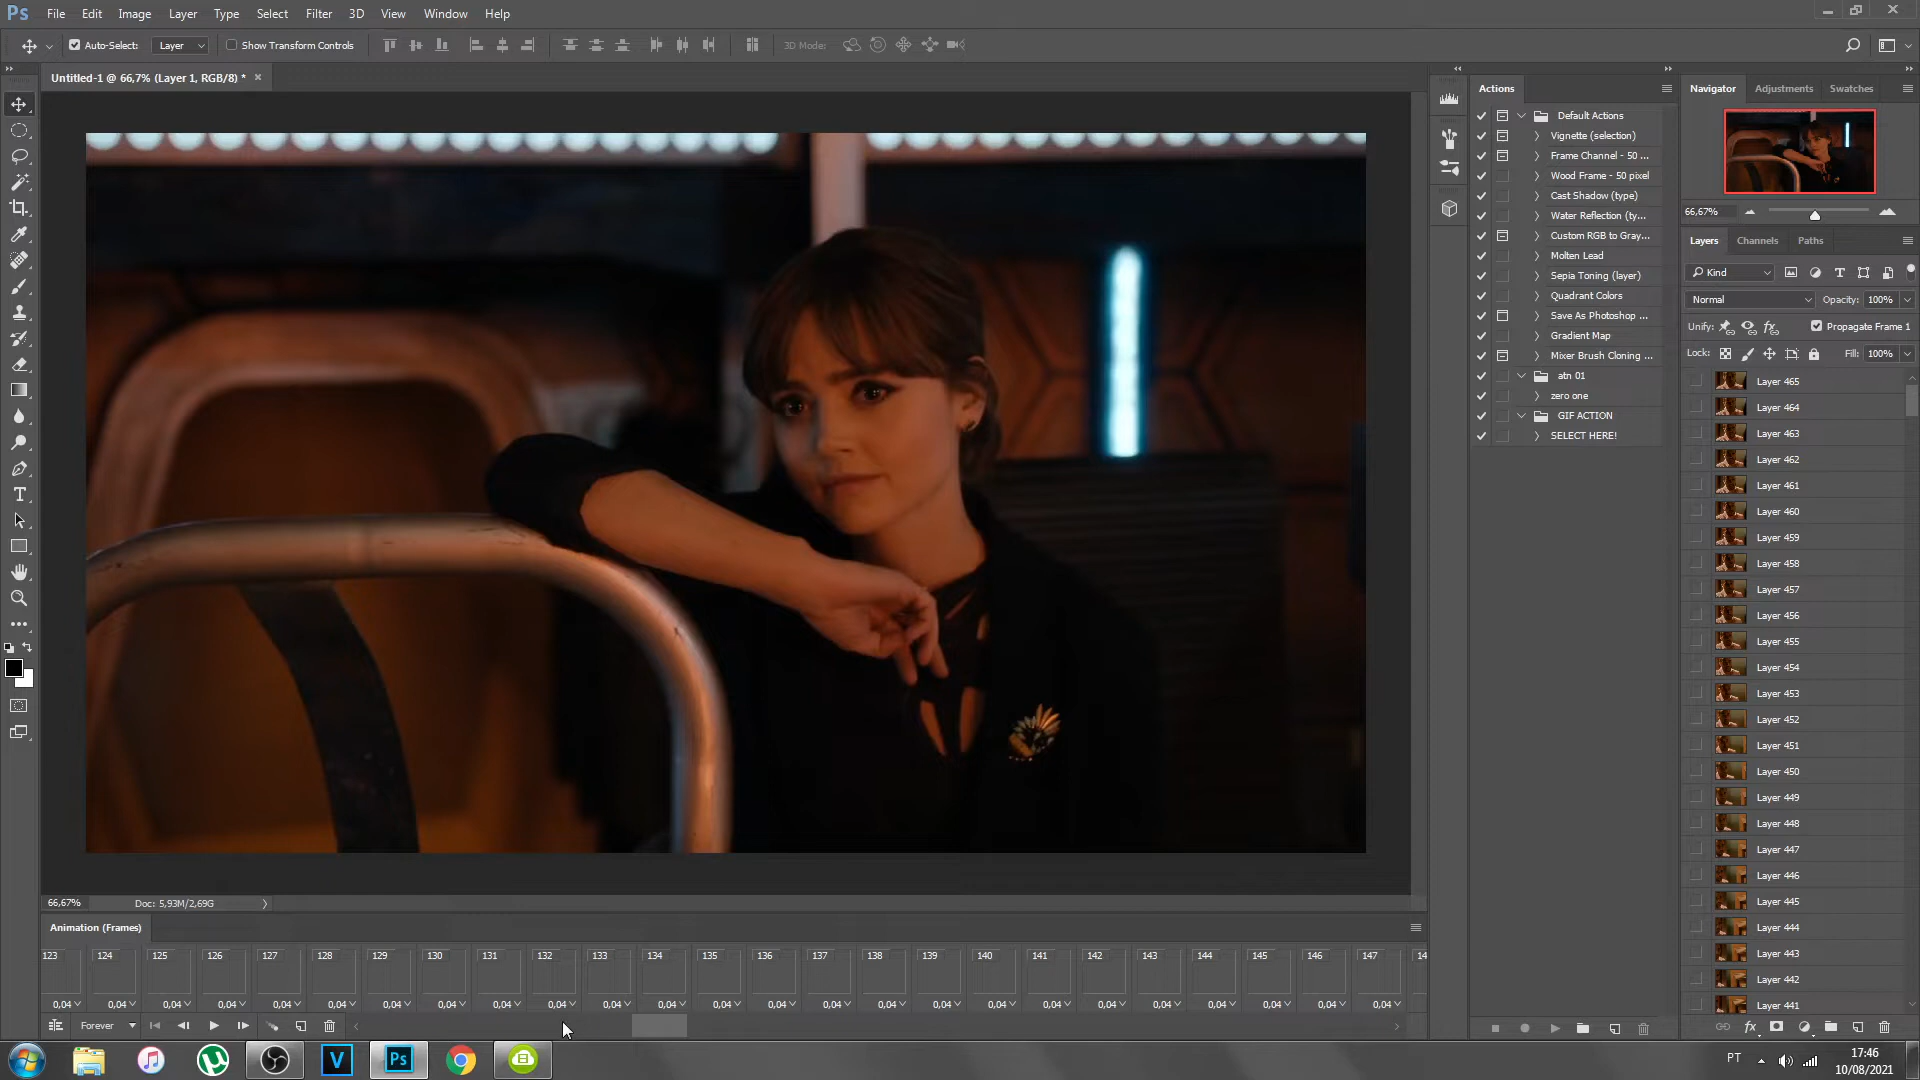 Ps File Edit Image Layer Type Select Filter 3D View Window Help
Auto-Select: Layer Show Transform Controls 3D Mode:
Untitled-1 @ 66,7% (Layer 1, RGB/8) *
Actions
Default Actions
Vignette (selection)
Frame Channel - 50 ...
Wood Frame - 50 pixel
Cast Shadow (type)
Water Reflection (ty...
Custom RGB to Gray...
Molten Lead
Sepia Toning (layer)
Quadrant Colors
Save As Photoshop ...
Gradient Map
Mixer Brush Cloning ...
atn 01
zero one
GIF ACTION
SELECT HERE!
Navigator Adjustments Swatches
66,67%
Layers Channels Paths
Kind
Normal Opacity: 100%
Unify: Propagate Frame 1
Lock: Fill: 100%
Layer 465
Layer 464
Layer 463
Layer 462
Layer 461
Layer 460
Layer 459
Layer 458
Layer 457
Layer 456
Layer 455
Layer 454
Layer 453
Layer 452
Layer 451
Layer 450
Layer 449
Layer 448
Layer 447
Layer 446
Layer 445
Layer 444
Layer 443
Layer 442
Layer 441
66,67% Doc: 5,93M/2,69G
Animation (Frames)
123 124 125 126 127 128 129 130 131 132 133 134 135 136 137 138 139 140 141 142 143 144 145 146 147 14
0,04 0,04 0,04 0,04 0,04 0,04 0,04 0,04 0,04 0,04 0,04 0,04 0,04 0,04 0,04 0,04 0,04 0,04 0,04 0,04 0,04 0,04 0,04 0,04 0,04
Forever
V Ps PT 17:46
10/08/2021